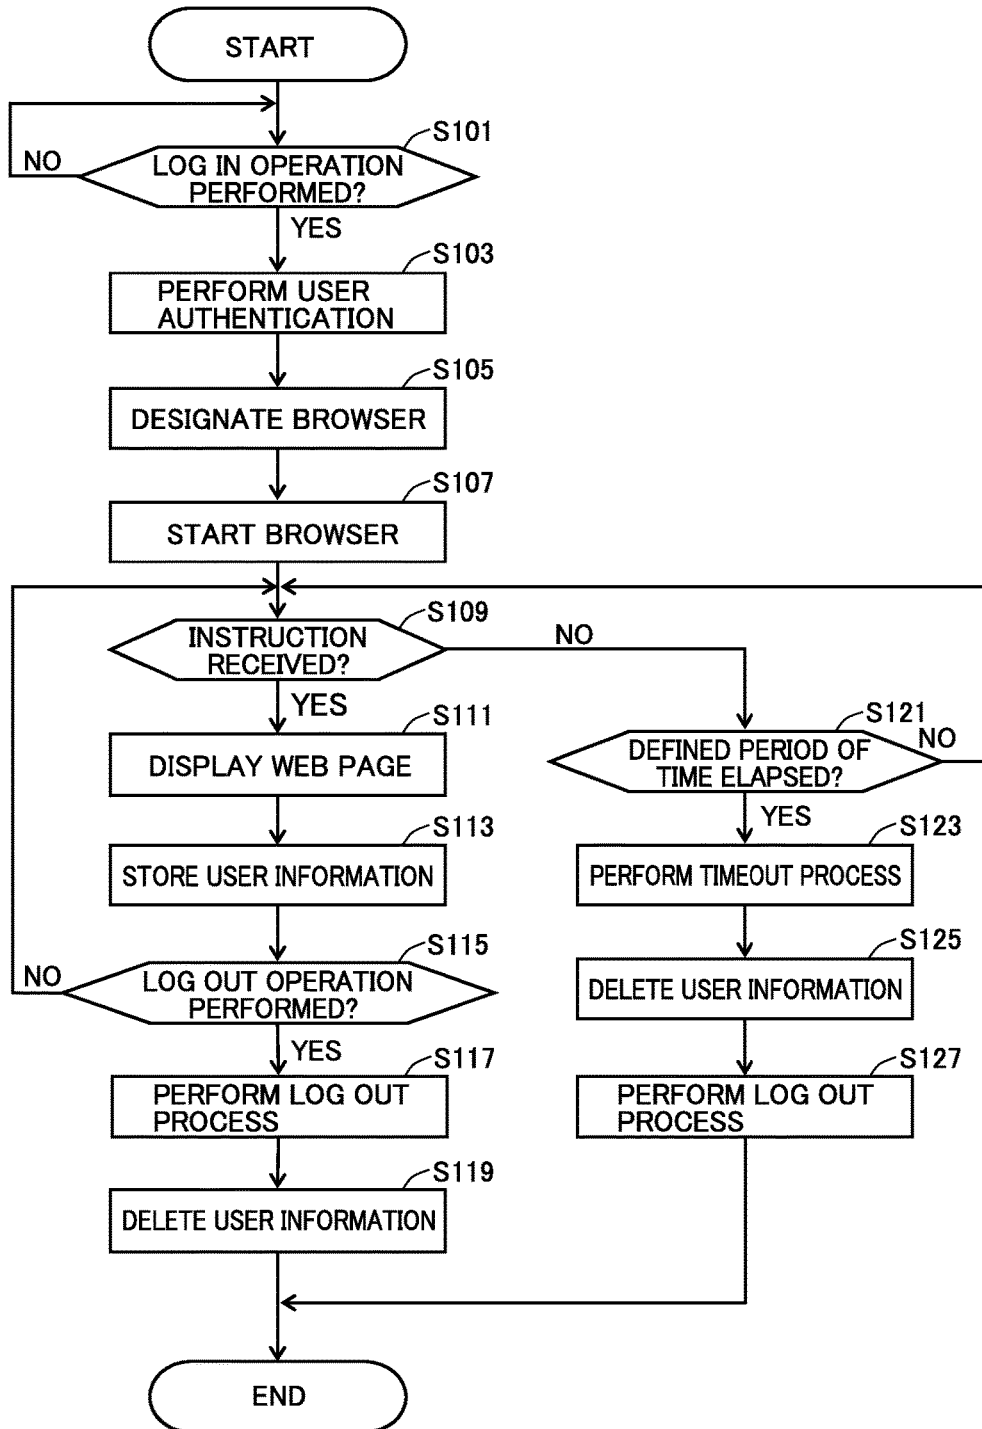 START
S101
NO
LOG IN OPERATION
PERFORMED?
YES
S103
PERFORM USER
AUTHENTICATION
S105
DESIGNATE BROWSER
S107
START BROWSER
S109
INSTRUCTION
RECEIVED?
NO
YES
S111
DISPLAY WEB PAGE
S121
DEFINED PERIOD OF
TIME ELAPSED?
NO
YES
S113
STORE USER INFORMATION
S123
PERFORM TIMEOUT PROCESS
S115
NO
LOG OUT OPERATION
PERFORMED?
YES
S125
DELETE USER INFORMATION
S117
PERFORM LOG OUT
PROCESS
S127
PERFORM LOG OUT
PROCESS
S119
DELETE USER INFORMATION
END